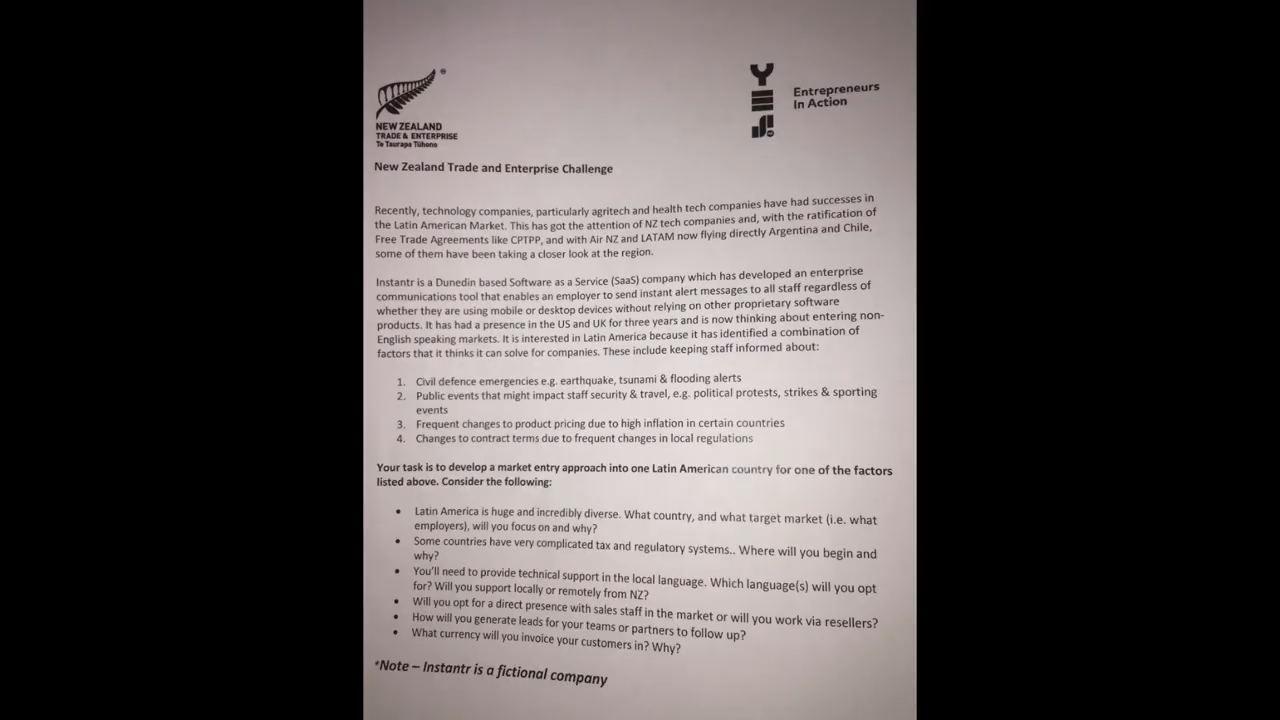 NEW ZEALAND
TRADE & ENTERPRISE
Te Taurapa Tūhono
YES
Entrepreneurs
In Action
New Zealand Trade and Enterprise Challenge
Recently, technology companies, particularly agritech and health tech companies have had successes in
the Latin American Market. This has got the attention of NZ tech companies and, with the ratification of
Free Trade Agreements like CPTPP, and with Air NZ and LATAM now flying directly Argentina and Chile,
some of them have been taking a closer look at the region.
Instantr is a Dunedin based Software as a Service (SaaS) company which has developed an enterprise
communications tool that enables an employer to send instant alert messages to all staff regardless of
whether they are using mobile or desktop devices without relying on other proprietary software
products. It has had a presence in the US and UK for three years and is now thinking about entering non-
English speaking markets. It is interested in Latin America because it has identified a combination of
factors that it thinks it can solve for companies. These include keeping staff informed about:
1. Civil defence emergencies e.g. earthquake, tsunami & flooding alerts
2. Public events that might impact staff security & travel, e.g. political protests, strikes & sporting
events
3. Frequent changes to product pricing due to high inflation in certain countries
4. Changes to contract terms due to frequent changes in local regulations
Your task is to develop a market entry approach into one Latin American country for one of the factors
listed above. Consider the following:
• Latin America is huge and incredibly diverse. What country, and what target market (i.e. what
employers), will you focus on and why?
• Some countries have very complicated tax and regulatory systems.. Where will you begin and
why?
• You'll need to provide technical support in the local language. Which language(s) will you opt
for? Will you support locally or remotely from NZ?
• Will you opt for a direct presence with sales staff in the market or will you work via resellers?
• How will you generate leads for your teams or partners to follow up?
• What currency will you invoice your customers in? Why?
*Note – Instantr is a fictional company